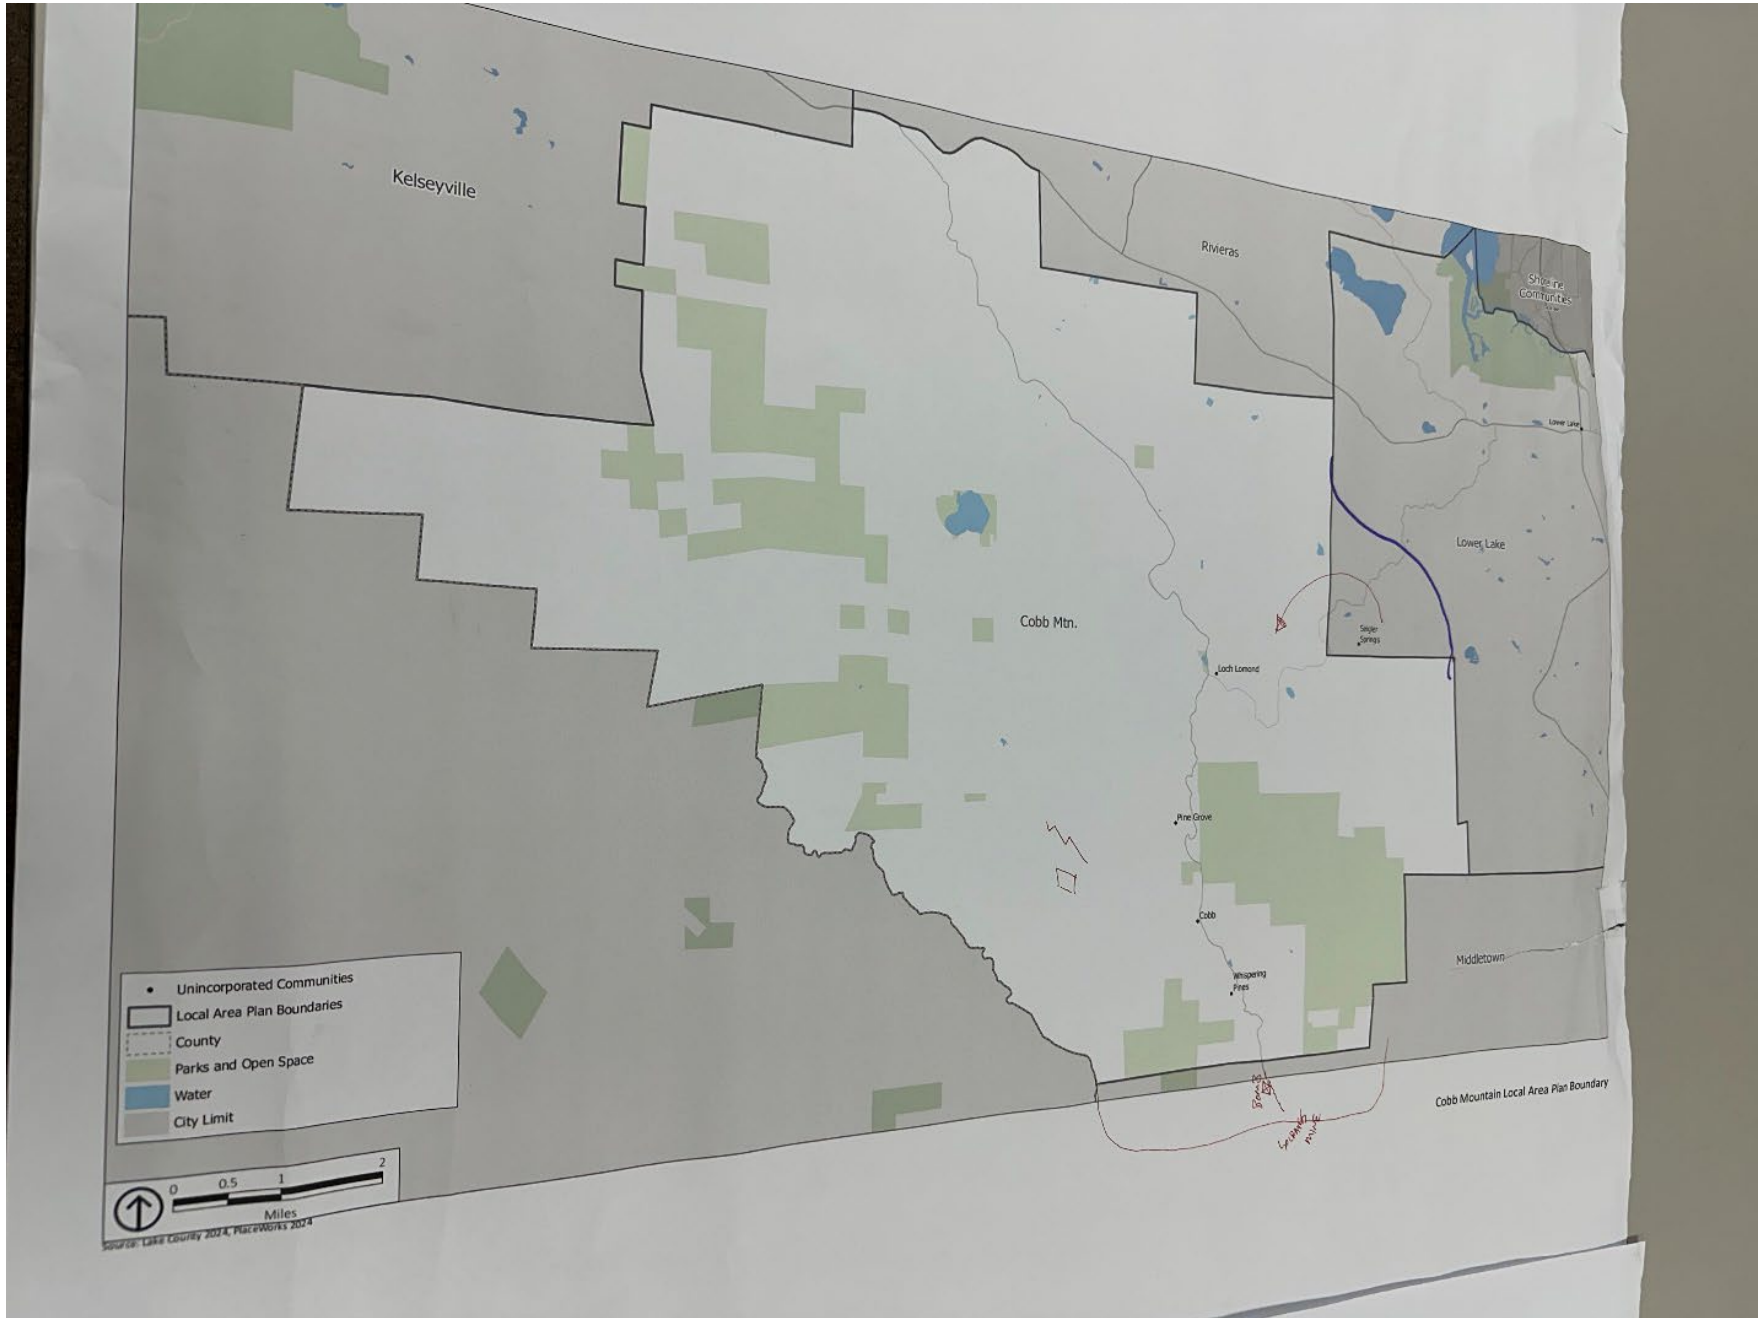 Kelseyville
Rivieras
Shoreline
Communities
Lower Lake
Lower Lake
Cobb Mtn.
Seigler
Springs
Loch Lomond
Pine Grove
Cobb
Whispering
Pines
Middletown
Unincorporated Communities
Local Area Plan Boundaries
County
Parks and Open Space
Water
City Limit
0 0.5 1 2
Miles
Source: Lake County 2024, PlaceWorks 2024
Cobb Mountain Local Area Plan Boundary
MINE